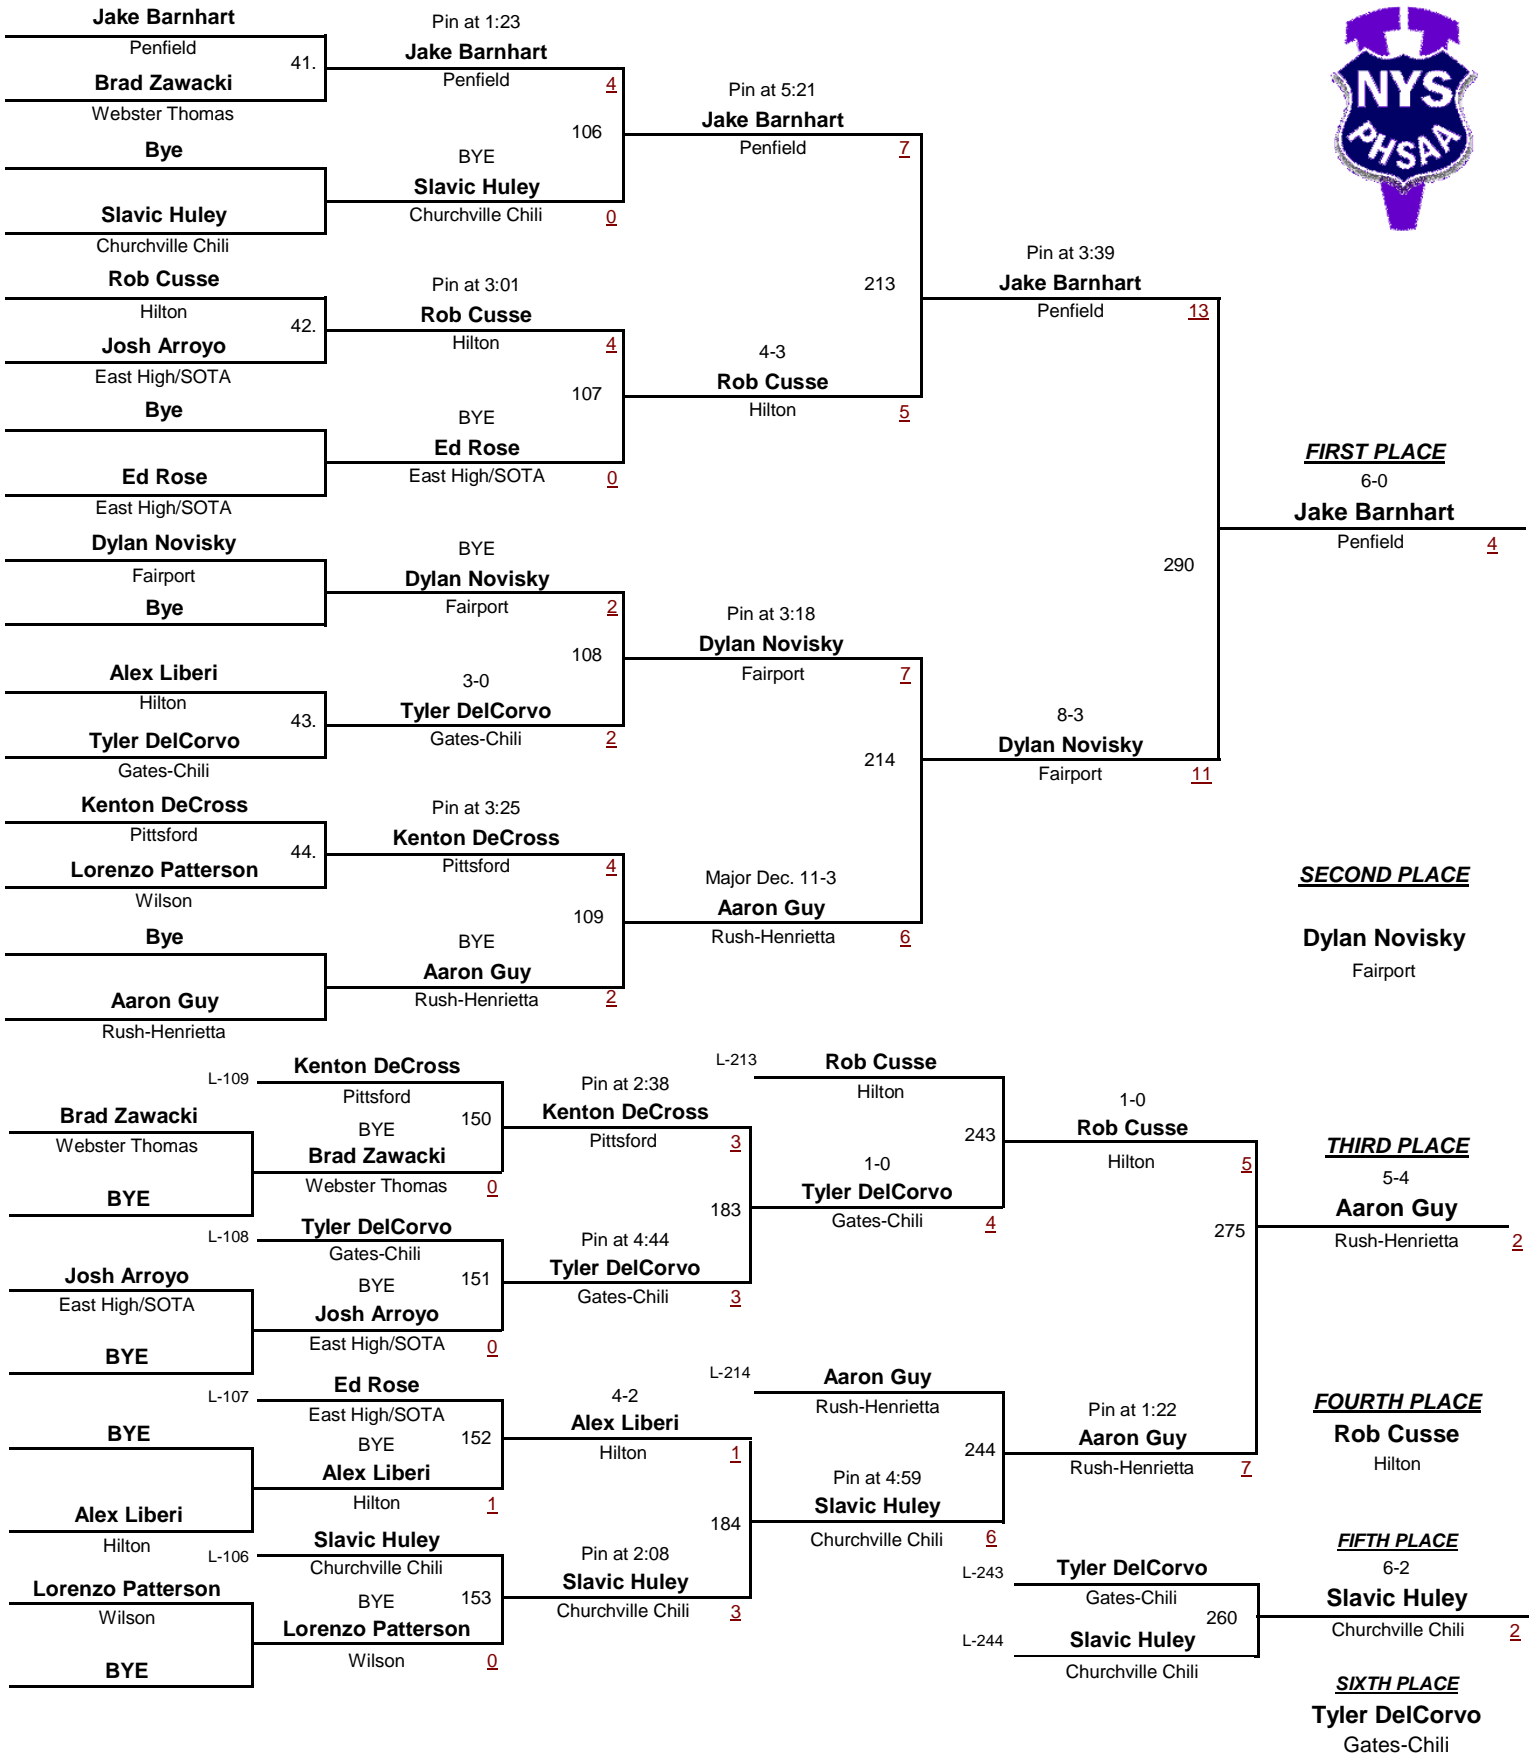 Jake Barnhart
Penfield
41.
Brad Zawacki
Webster Thomas
Bye
Slavic Huley
Churchville Chili
Rob Cusse
Hilton
42.
Josh Arroyo
East High/SOTA
Bye
Ed Rose
East High/SOTA
Dylan Novisky
Fairport
Bye
Alex Liberi
Hilton
43.
Tyler DelCorvo
Gates-Chili
Kenton DeCross
Pittsford
44.
Lorenzo Patterson
Wilson
Bye
Aaron Guy
Rush-Henrietta
Pin at 1:23
Jake Barnhart
Penfield 4
106
BYE
Slavic Huley
Churchville Chili 0
Pin at 3:01
Rob Cusse
Hilton 4
107
BYE
Ed Rose
East High/SOTA 0
BYE
Dylan Novisky
Fairport 2
108
3-0
Tyler DelCorvo
Gates-Chili 2
Pin at 3:25
Kenton DeCross
Pittsford 4
109
BYE
Aaron Guy
Rush-Henrietta 2
Pin at 5:21
Jake Barnhart
Penfield 7
213
4-3
Rob Cusse
Hilton 5
Pin at 3:18
Dylan Novisky
Fairport 7
214
Major Dec. 11-3
Aaron Guy
Rush-Henrietta 6
NYS
PHSAA
Pin at 3:39
Jake Barnhart
Penfield 13
290
8-3
Dylan Novisky
Fairport 11
FIRST PLACE
6-0
Jake Barnhart
Penfield 4
SECOND PLACE
Dylan Novisky
Fairport
Brad Zawacki
Webster Thomas
BYE
Josh Arroyo
East High/SOTA
BYE
BYE
Alex Liberi
Hilton
Lorenzo Patterson
Wilson
BYE
L-109 Kenton DeCross
Pittsford
150
BYE
Brad Zawacki
Webster Thomas 0
L-108 Tyler DelCorvo
Gates-Chili
151
BYE
Josh Arroyo
East High/SOTA 0
L-107 Ed Rose
East High/SOTA
152
BYE
Alex Liberi
Hilton 1
L-106 Slavic Huley
Churchville Chili
153
BYE
Lorenzo Patterson
Wilson 0
Pin at 2:38
Kenton DeCross
Pittsford 3
183
Pin at 4:44
Tyler DelCorvo
Gates-Chili 3
4-2
Alex Liberi
Hilton 1
184
Pin at 2:08
Slavic Huley
Churchville Chili 3
L-213 Rob Cusse
Hilton
243
1-0
Tyler DelCorvo
Gates-Chili 4
L-214 Aaron Guy
Rush-Henrietta
244
Pin at 4:59
Slavic Huley
Churchville Chili 6
1-0
Rob Cusse
Hilton 5
275
Pin at 1:22
Aaron Guy
Rush-Henrietta 7
L-243 Tyler DelCorvo
Gates-Chili
260
L-244 Slavic Huley
Churchville Chili
THIRD PLACE
5-4
Aaron Guy
Rush-Henrietta 2
FOURTH PLACE
Rob Cusse
Hilton
FIFTH PLACE
6-2
Slavic Huley
Churchville Chili 2
SIXTH PLACE
Tyler DelCorvo
Gates-Chili